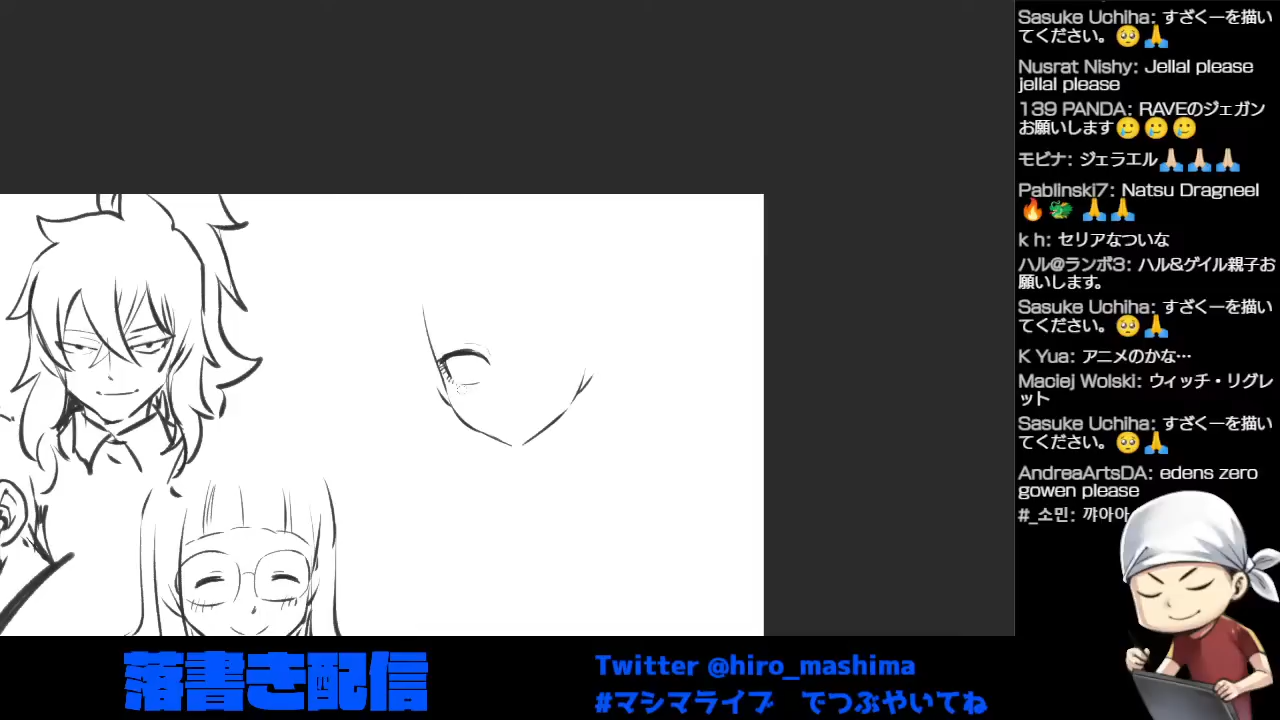 Sasuke Uchiha: すざくーを描い
てください。🥺🙏
Nusrat Nishy: Jellal please
jellal please
139 PANDA: RAVEのジェガン
お願いします🥲🥲🥲
モビナ: ジェラエル🙏🏻🙏🏻🙏🏻
Pablinski7: Natsu Dragneel
🔥🐲 🙏🙏
k h: セリアなついな
ハル@ランポ3: ハル&ゲイル親子お
願いします。
Sasuke Uchiha: すざくーを描い
てください。🥺🙏
K Yua: アニメのかな…
Maciej Wolski: ウィッチ・リグレ
ット
Sasuke Uchiha: すざくーを描い
てください。🥺🙏
AndreaArtsDA: edens zero
gowen please
#_소민: 꺄아아
落書き配信
Twitter @hiro_mashima
#マシマライブ でつぶやいてね